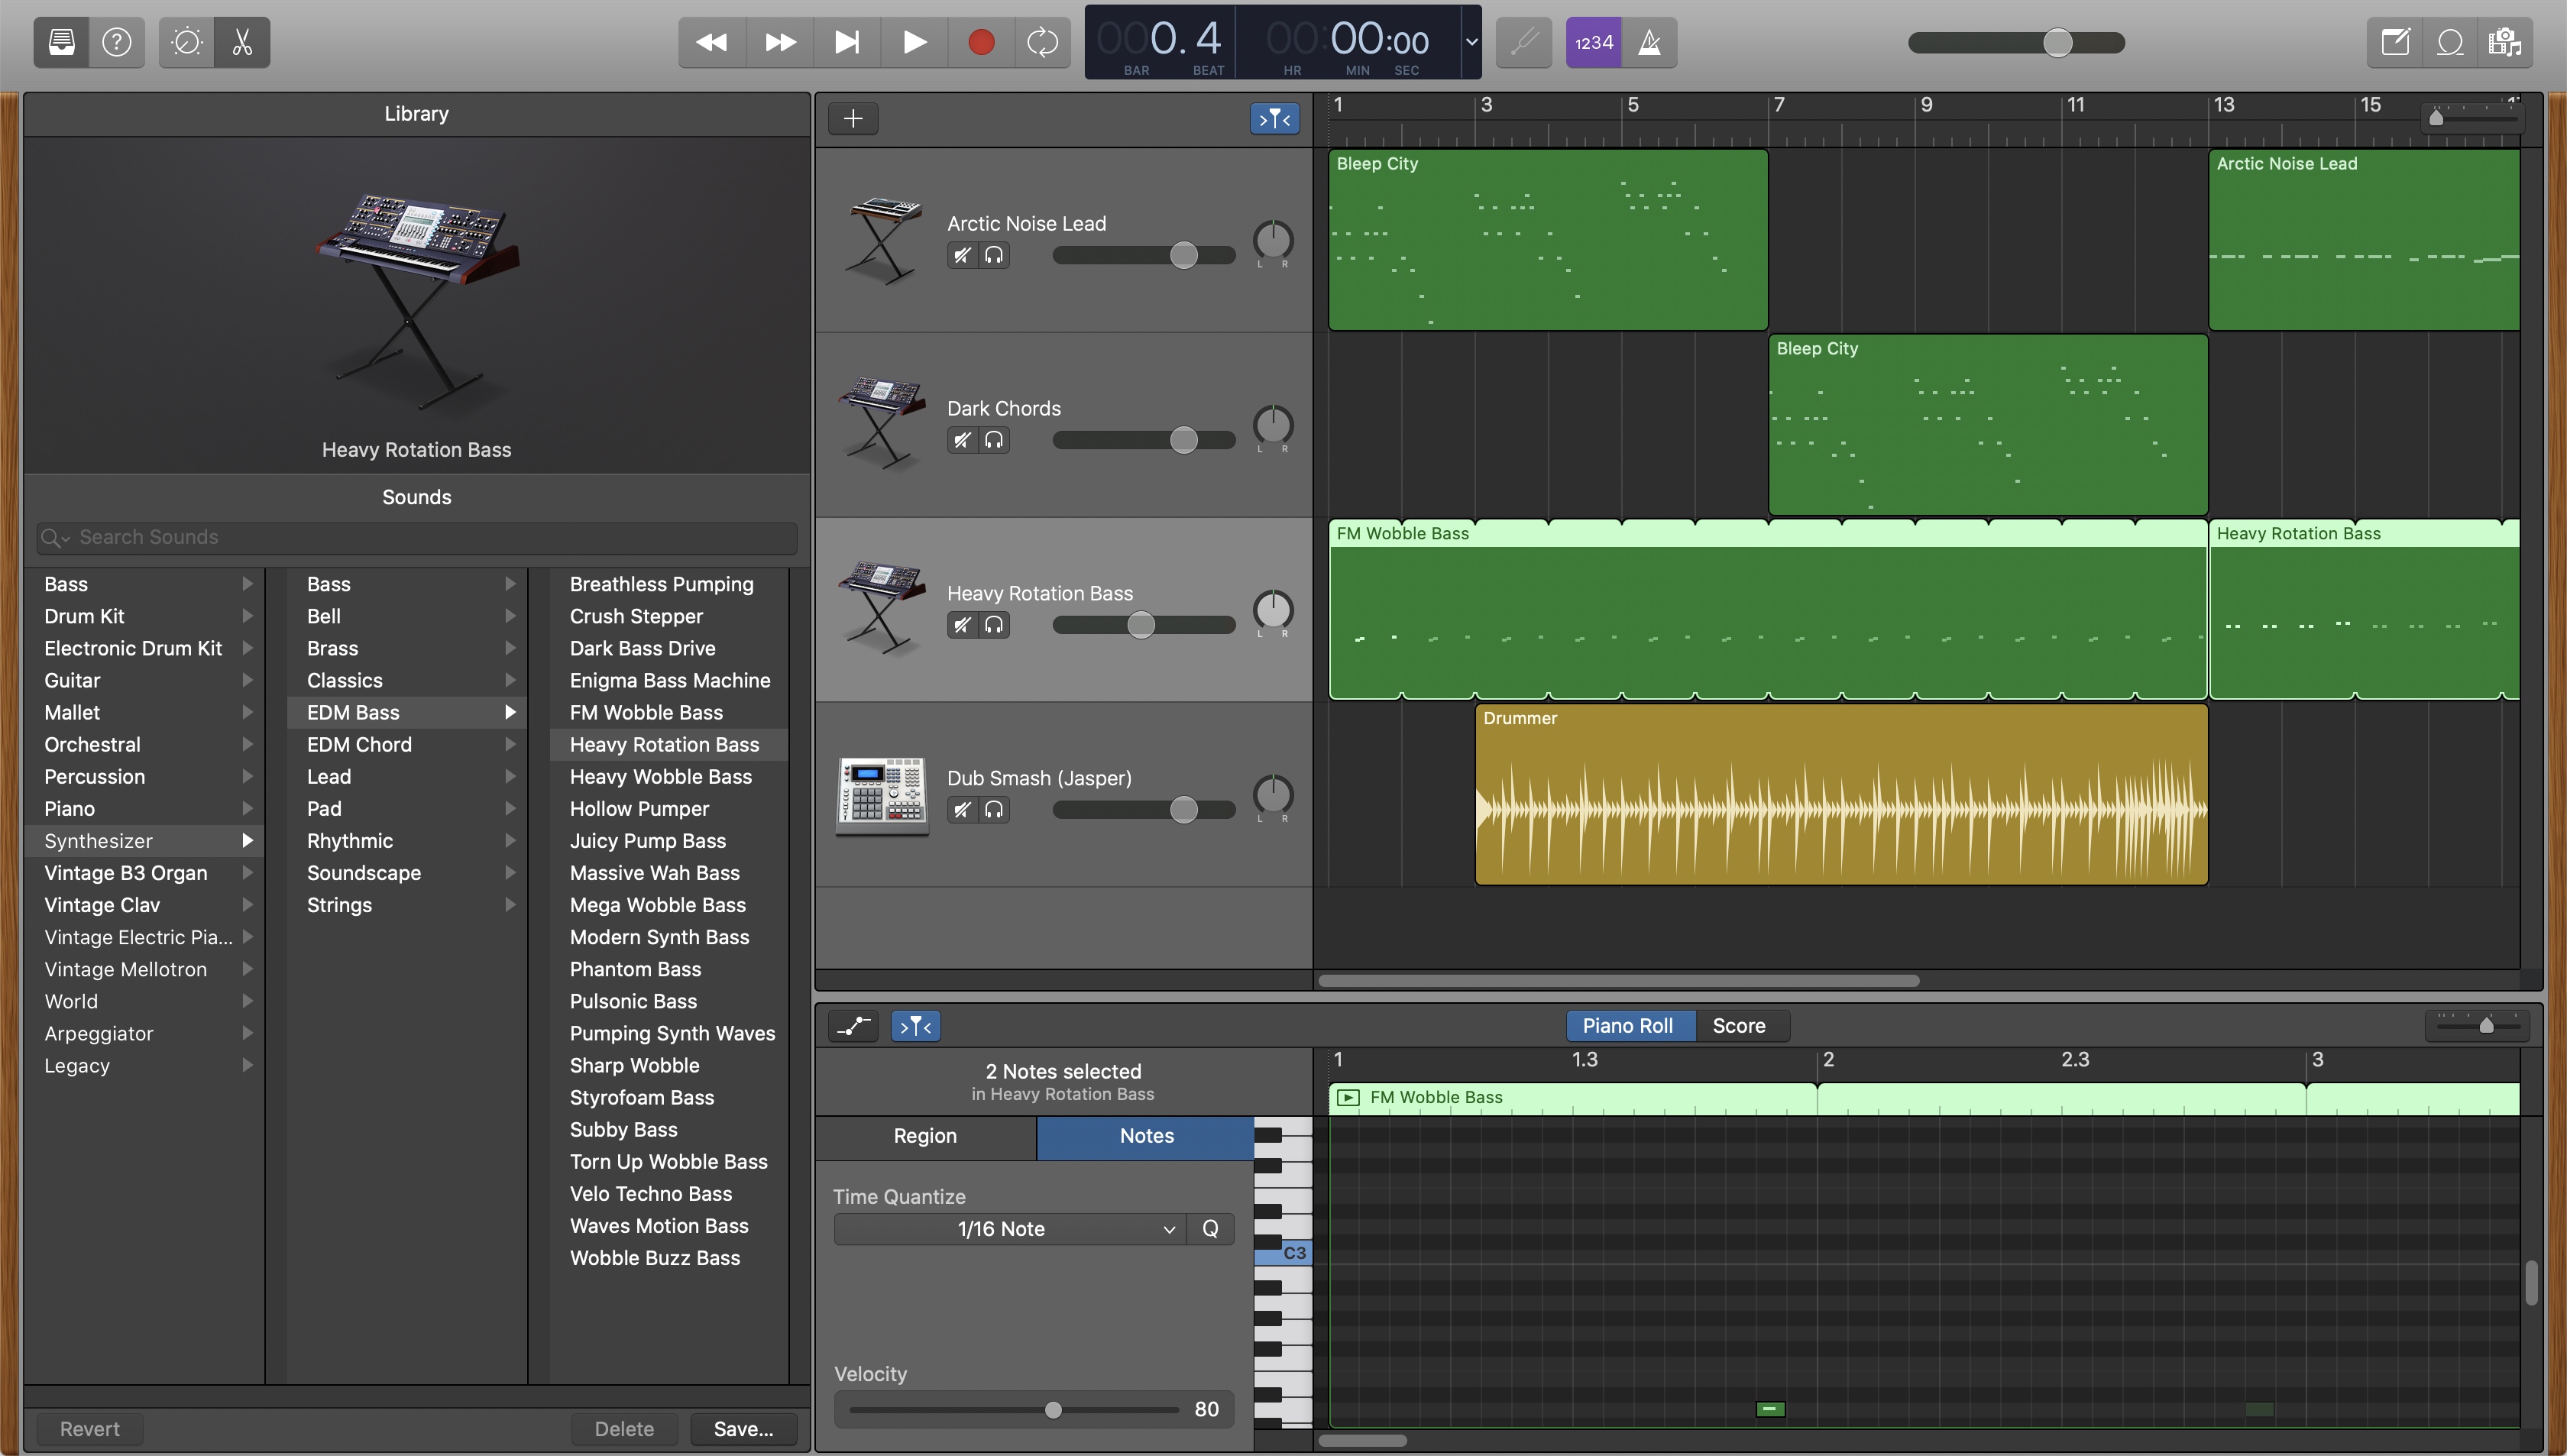 000.4
BAR BEAT
00:00:00
HR MIN SEC
1234
Library
Heavy Rotation Bass
Sounds
Search Sounds
Bass
Drum Kit
Electronic Drum Kit
Guitar
Mallet
Orchestral
Percussion
Piano
Synthesizer
Vintage B3 Organ
Vintage Clav
Vintage Electric Pia...
Vintage Mellotron
World
Arpeggiator
Legacy
Bass
Bell
Brass
Classics
EDM Bass
EDM Chord
Lead
Pad
Rhythmic
Soundscape
Strings
Breathless Pumping
Crush Stepper
Dark Bass Drive
Enigma Bass Machine
FM Wobble Bass
Heavy Rotation Bass
Heavy Wobble Bass
Hollow Pumper
Juicy Pump Bass
Massive Wah Bass
Mega Wobble Bass
Modern Synth Bass
Phantom Bass
Pulsonic Bass
Pumping Synth Waves
Sharp Wobble
Styrofoam Bass
Subby Bass
Torn Up Wobble Bass
Velo Techno Bass
Waves Motion Bass
Wobble Buzz Bass
Revert
Delete
Save...
1 3 5 7 9 11 13 15
Arctic Noise Lead
L R
Bleep City
Arctic Noise Lead
Dark Chords
L R
Bleep City
Heavy Rotation Bass
L R
FM Wobble Bass
Heavy Rotation Bass
Dub Smash (Jasper)
L R
Drummer
Piano Roll
Score
2 Notes selected
in Heavy Rotation Bass
1 1.3 2 2.3 3
FM Wobble Bass
Region
Notes
Time Quantize
1/16 Note
Q
C3
Velocity
80